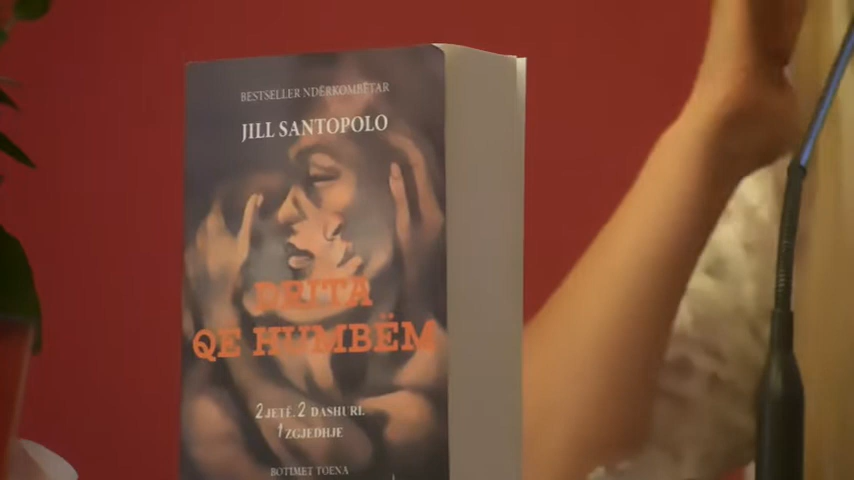 BESTSELLER NDËRKOMBËTAR
JILL SANTOPOLO
DRITA
QË HUMBËM
2 JETË. 2 DASHURI.
1 ZGJEDHJE
BOTIMET TOENA